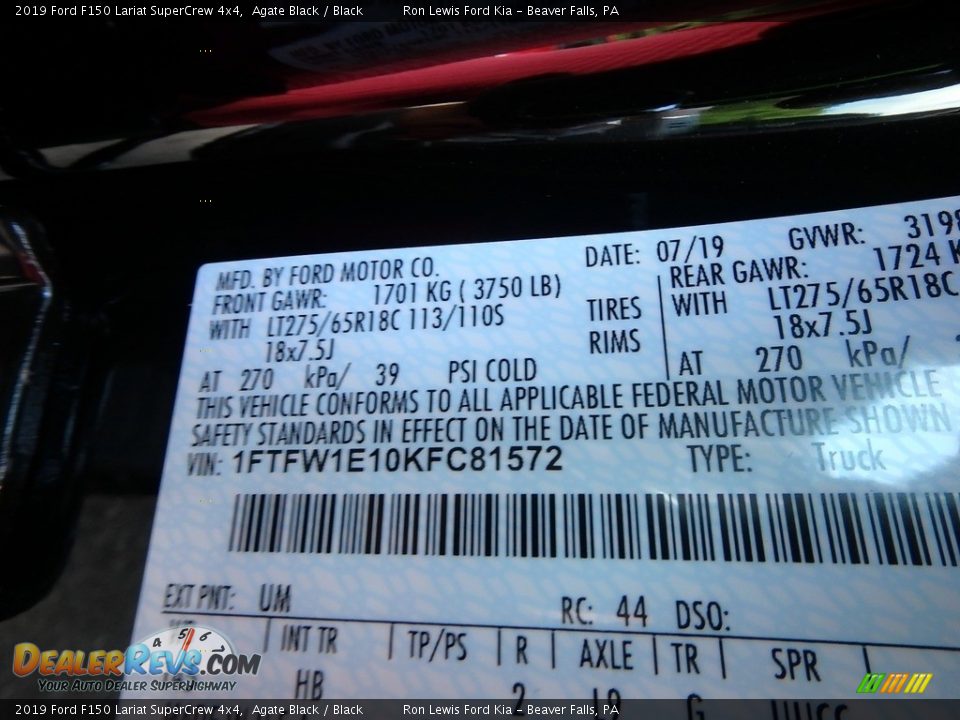 2019 Ford F150 Lariat SuperCrew 4x4, Agate Black / Black Ron Lewis Ford Kia - Beaver Falls, PA
MFD. BY FORD MOTOR CO. DATE: 07/19 GVWR: 3198
FRONT GAWR: 1701 KG ( 3750 LB) REAR GAWR: 1724 K
WITH LT275/65R18C 113/110S TIRES WITH LT275/65R18C
18x7.5J RIMS 18x7.5J
AT 270 kPa/ 39 PSI COLD AT 270 kPa/
THIS VEHICLE CONFORMS TO ALL APPLICABLE FEDERAL MOTOR VEHICLE
SAFETY STANDARDS IN EFFECT ON THE DATE OF MANUFACTURE SHOWN
VIN: 1FTFW1E10KFC81572 TYPE: Truck
EXT PNT: UM RC: 44 DSO:
INT TR TP/PS R AXLE TR SPR
HB 2
DEALERREVS.COM
YOUR AUTO DEALER SUPERHIGHWAY
2019 Ford F150 Lariat SuperCrew 4x4, Agate Black / Black Ron Lewis Ford Kia - Beaver Falls, PA